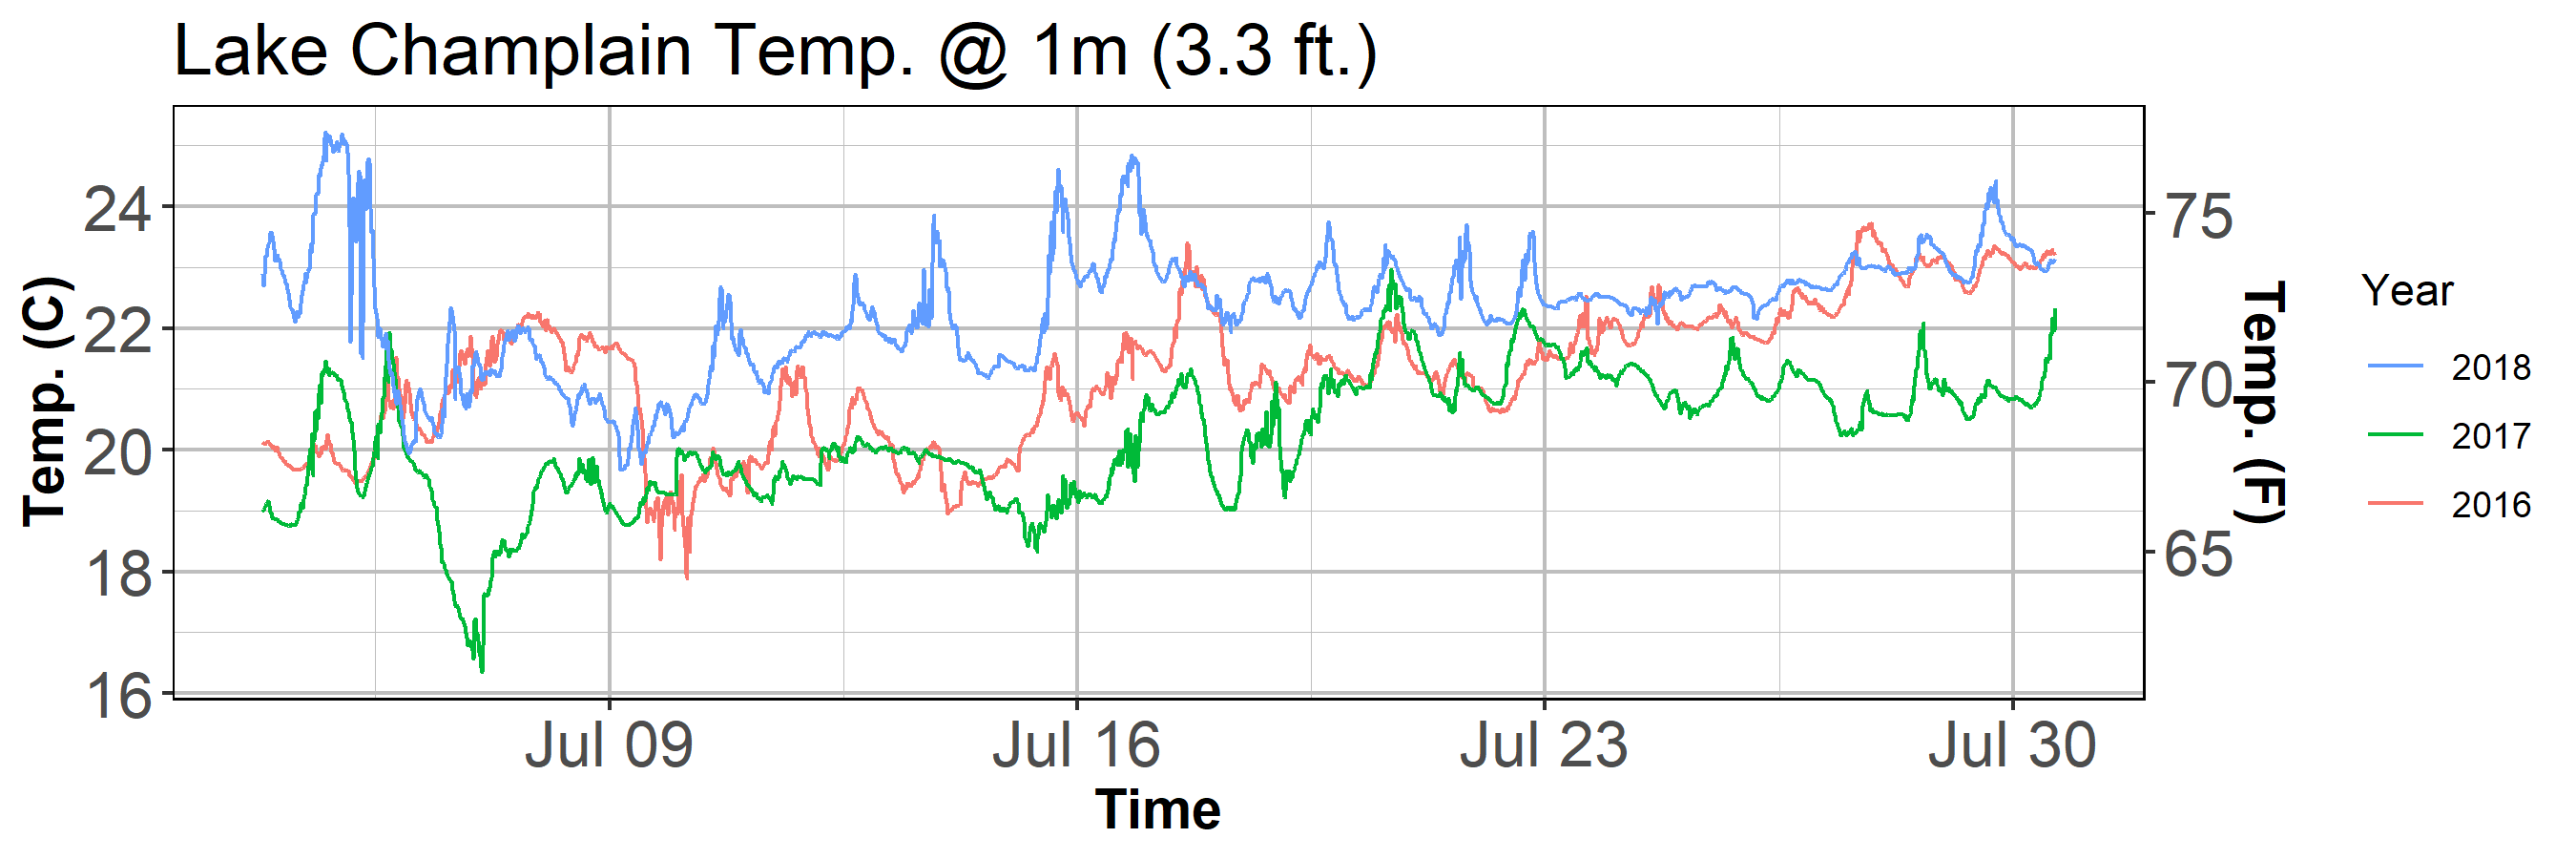 Lake Champlain Temp. @ 1m (3.3 ft.)
Temp. (C)
24
22
20
18
16
75
70
65
Temp. (F)
Jul 09
Jul 16
Jul 23
Jul 30
Time
Year
2018
2017
2016